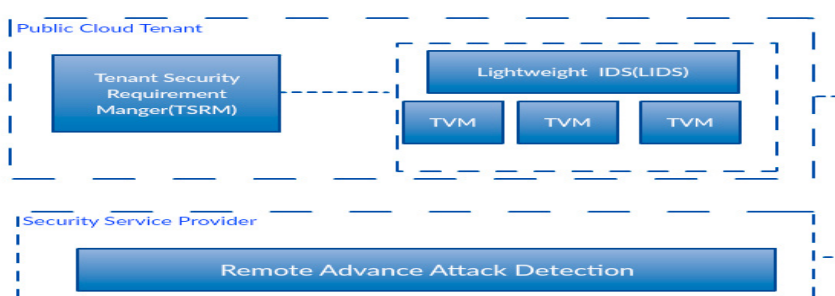 Public Cloud Tenant
Tenant Security
Requirement
Manger(TSRM)
Lightweight IDS(LIDS)
TVM
TVM
TVM
Security Service Provider
Remote Advance Attack Detection